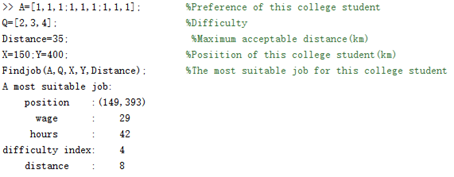 >> A=[1,1,1;1,1,1;1,1,1]; %Preference of this college student
Q=[2,3,4]; %Difficulty
Distance=35; %Maximum acceptable distance(km)
X=150;Y=400; %Posiition of this college student(km)
Findjob(A,Q,X,Y,Distance); %The most suitable job for this college student
A most suitable job:
position :(149,393)
wage : 29
hours : 42
difficulty index: 4
distance : 8